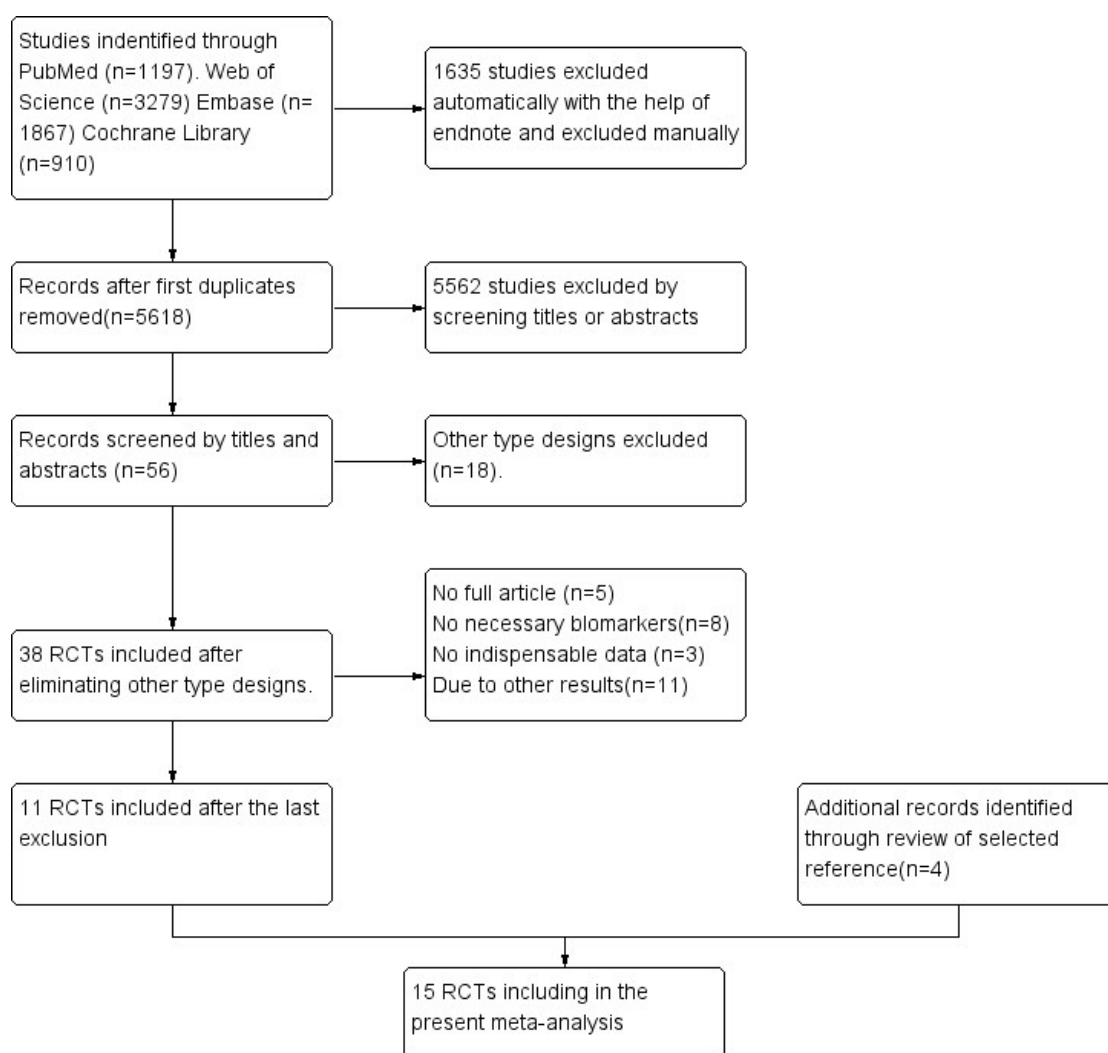 Studies indentified through
PubMed (n=1197). Web of
Science (n=3279) Embase (n=
1867) Cochrane Library
(n=910)
1635 studies excluded
automatically with the help of
endnote and excluded manually
Records after first duplicates
removed(n=5618)
5562 studies excluded by
screening titles or abstracts
Records screened by titles and
abstracts (n=56)
Other type designs excluded
(n=18).
No full article (n=5)
No necessary blomarkers(n=8)
No indispensable data (n=3)
Due to other results(n=11)
38 RCTs included after
eliminating other type designs.
11 RCTs included after the last
exclusion
Additional records identified
through review of selected
reference(n=4)
15 RCTs including in the
present meta-analysis